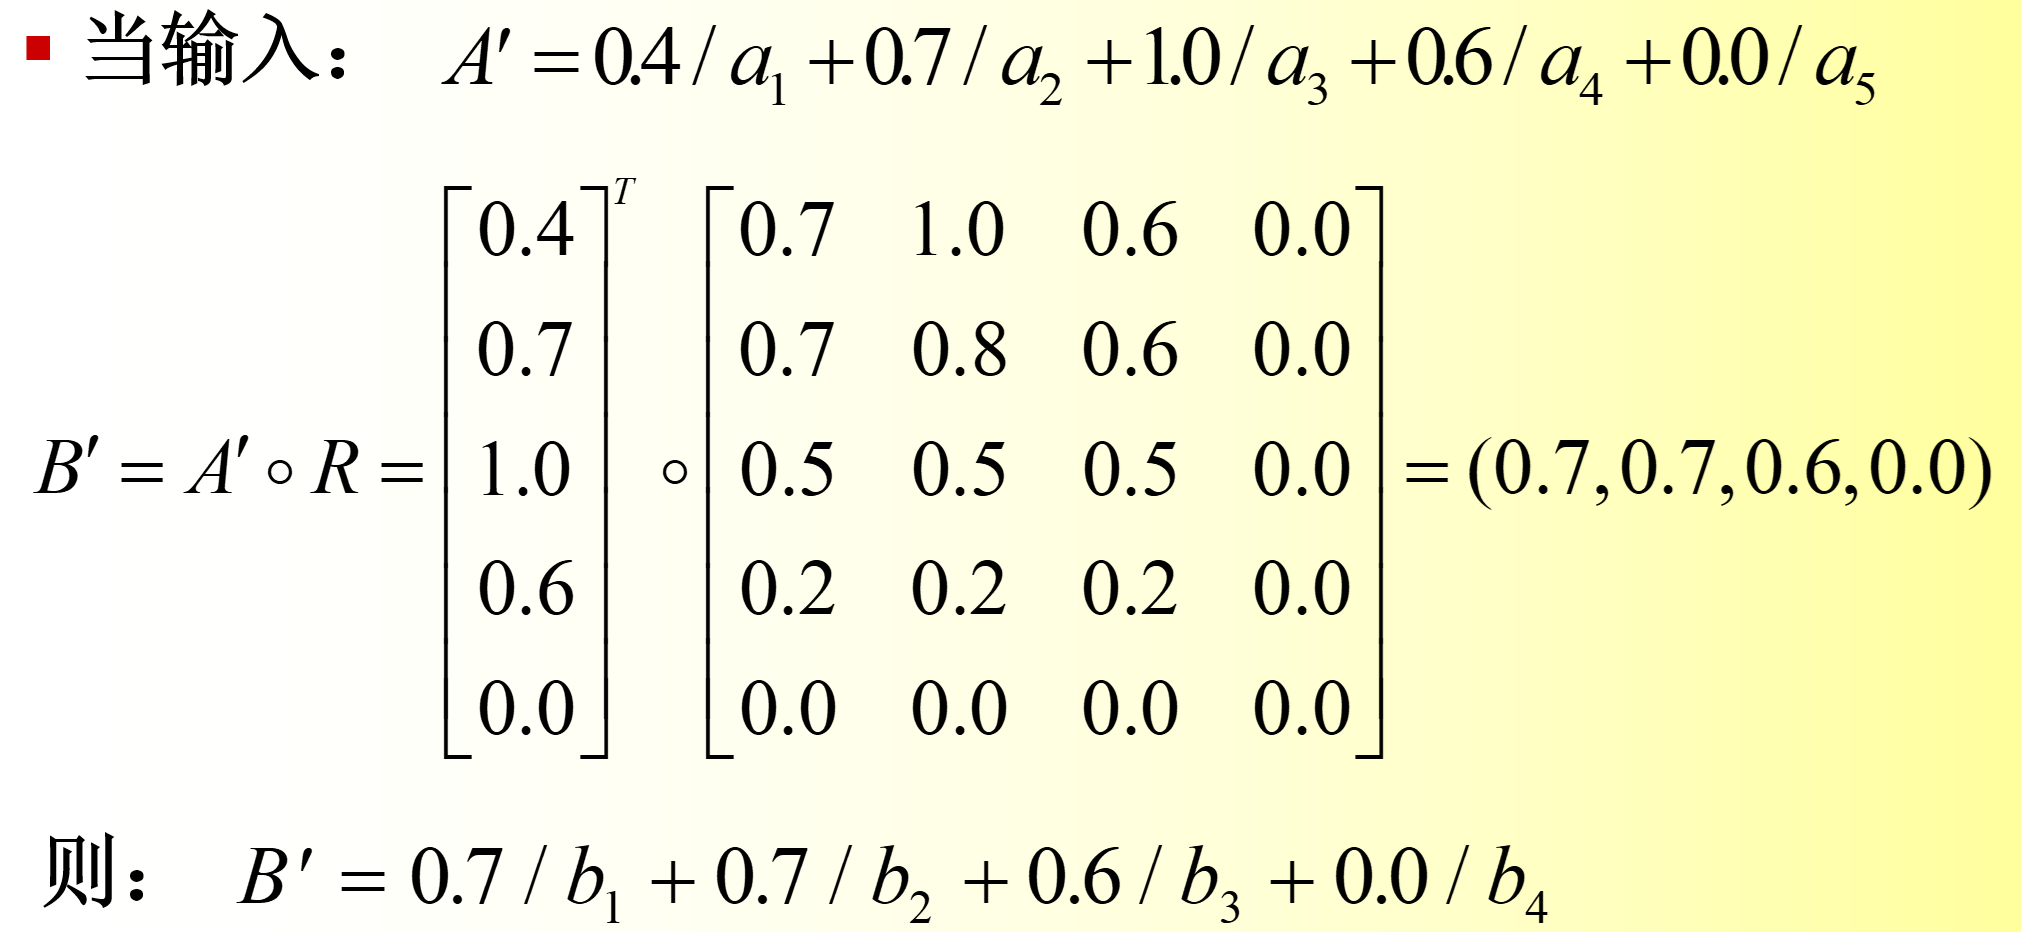 ▪ 当输入： A′ = 0.4 / a₁ + 0.7 / a₂ + 1.0 / a₃ + 0.6 / a₄ + 0.0 / a₅
B′ = A′ ∘ R = [0.4 0.7 1.0 0.6 0.0]ᵀ ∘
0.7 1.0 0.6 0.0
0.7 0.8 0.6 0.0
0.5 0.5 0.5 0.0
0.2 0.2 0.2 0.0
0.0 0.0 0.0 0.0
= (0.7, 0.7, 0.6, 0.0)
则： B′ = 0.7 / b₁ + 0.7 / b₂ + 0.6 / b₃ + 0.0 / b₄